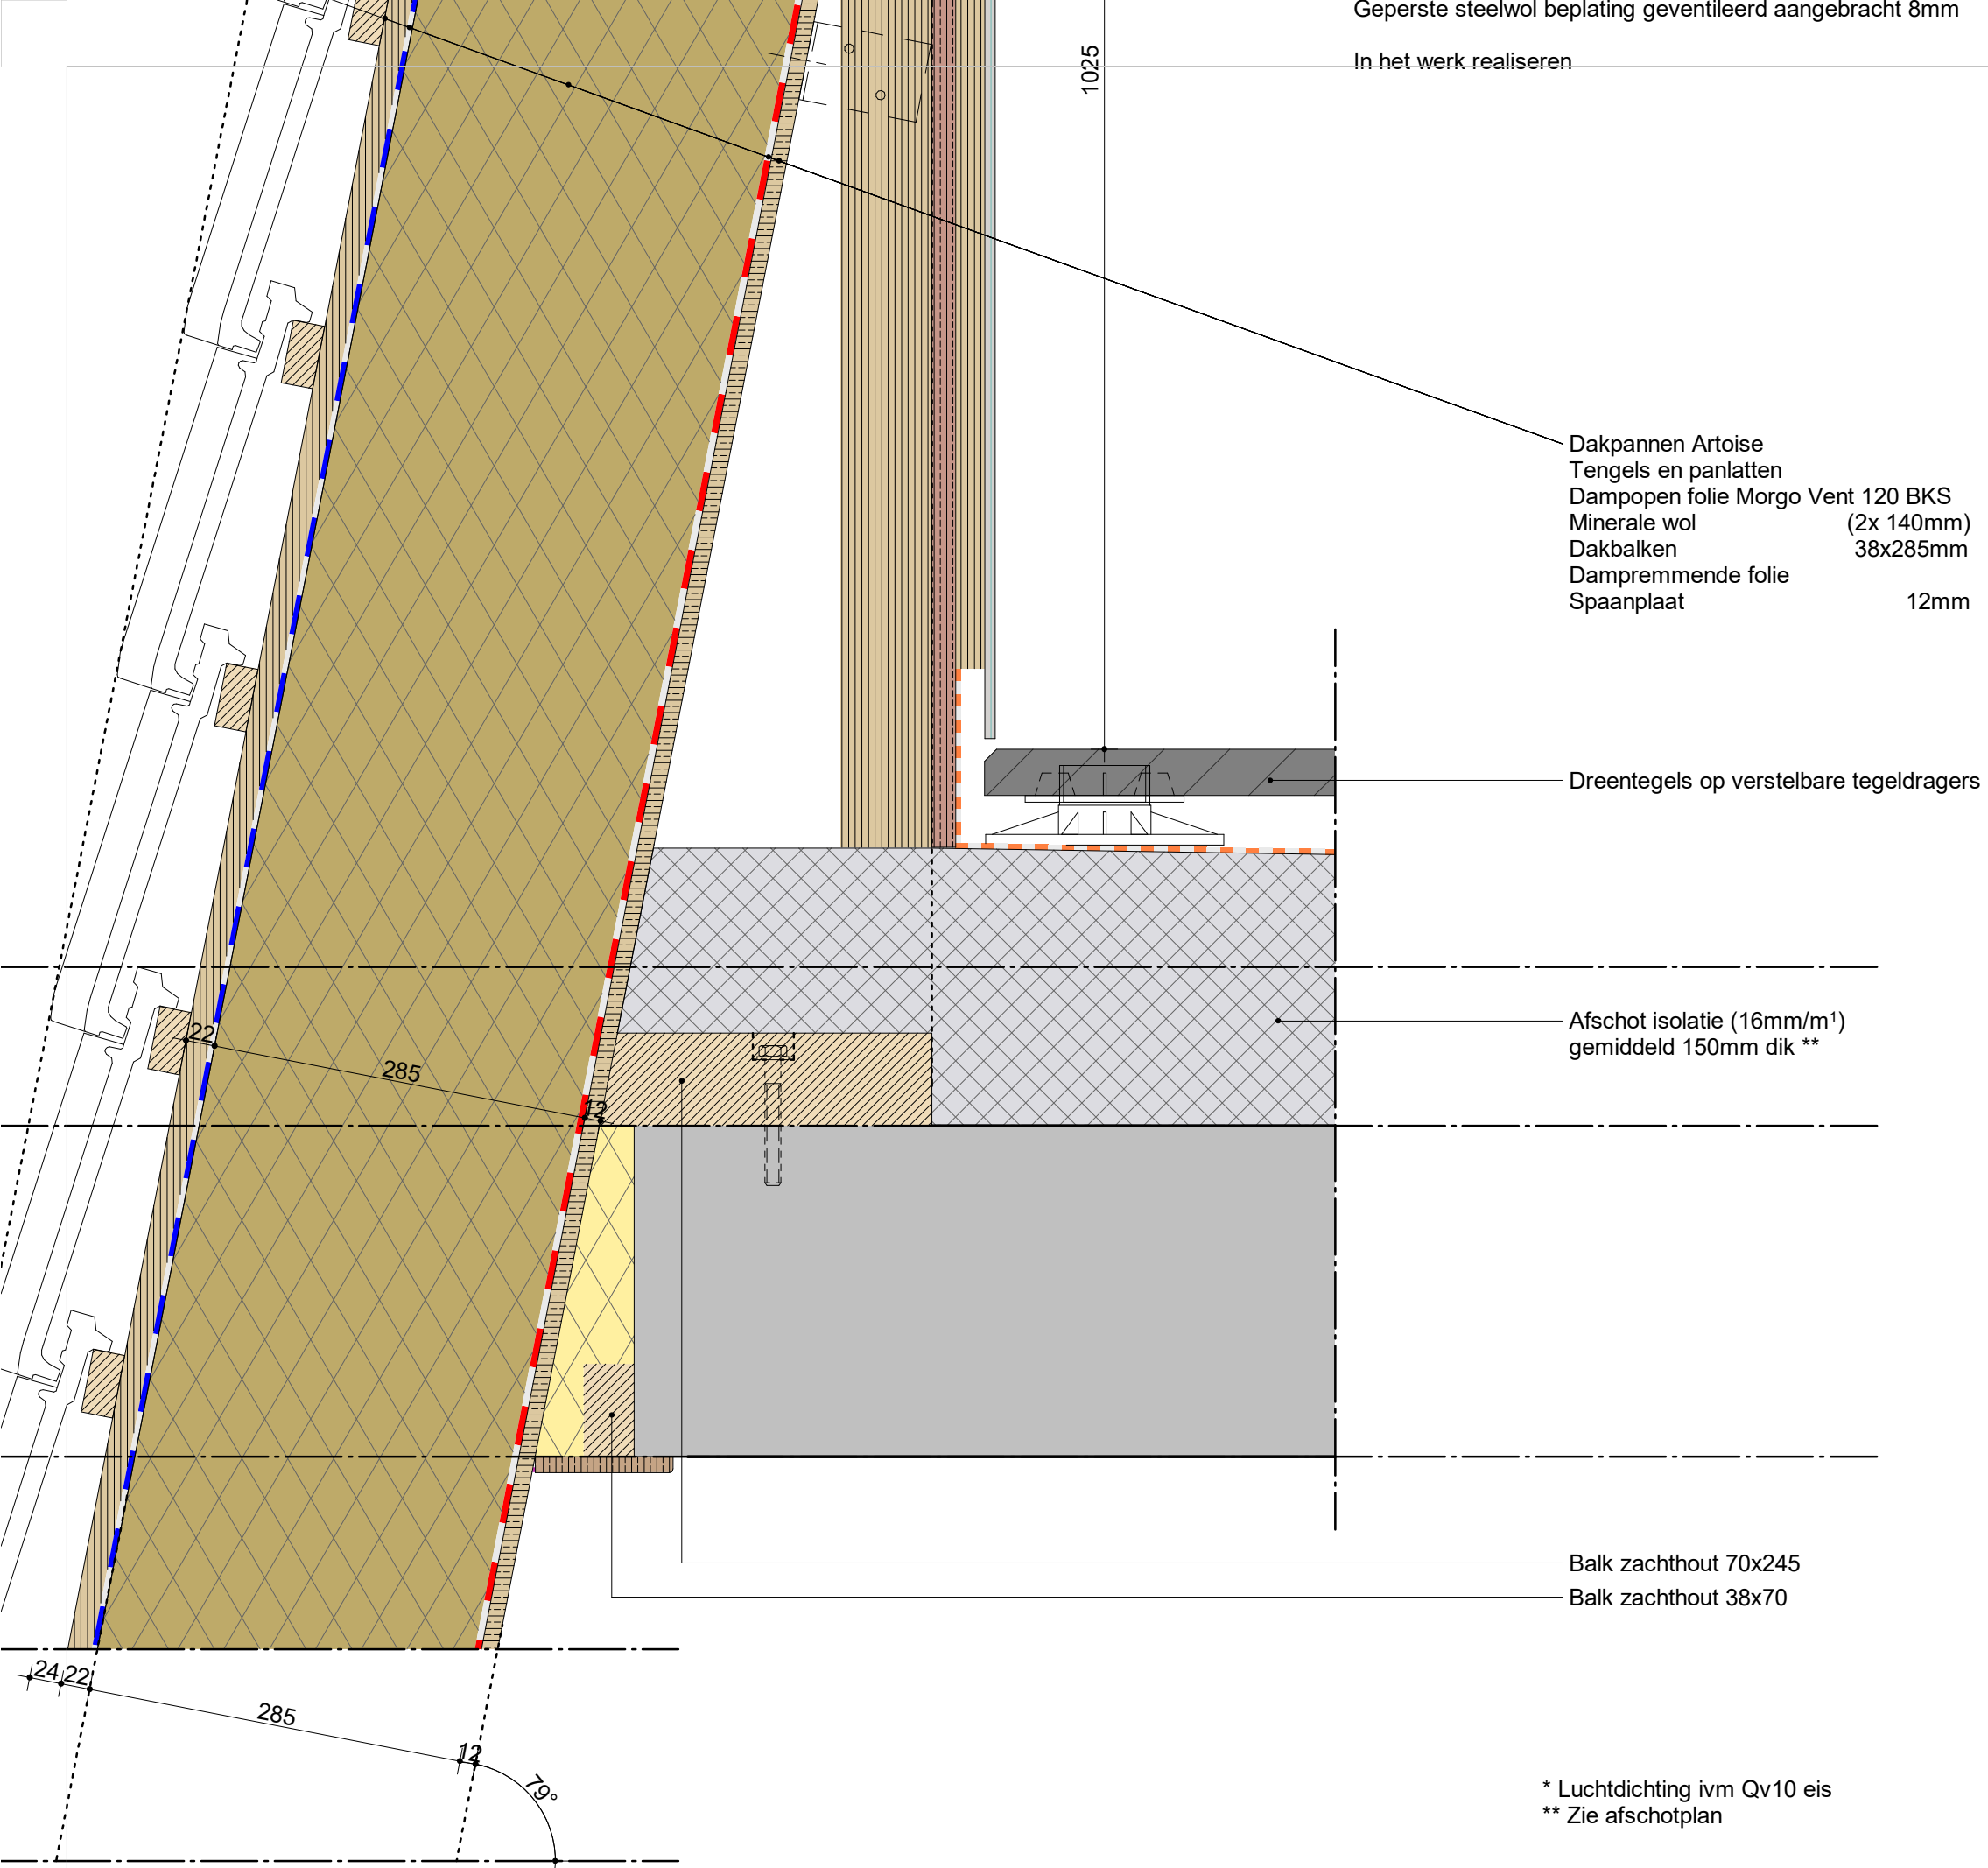 Geperste steelwol beplating geventileerd aangebracht 8mm
In het werk realiseren
1025
Dakpannen Artoise
Tengels en panlatten
Dampopen folie Morgo Vent 120 BKS
Minerale wol (2x 140mm)
Dakbalken 38x285mm
Dampremmende folie
Spaanplaat 12mm
Dreentegels op verstelbare tegeldragers
22
285
12
Afschot isolatie (16mm/m¹)
gemiddeld 150mm dik **
Balk zachthout 70x245
Balk zachthout 38x70
24 22
285
12
79°
* Luchtdichting ivm Qv10 eis
** Zie afschotplan